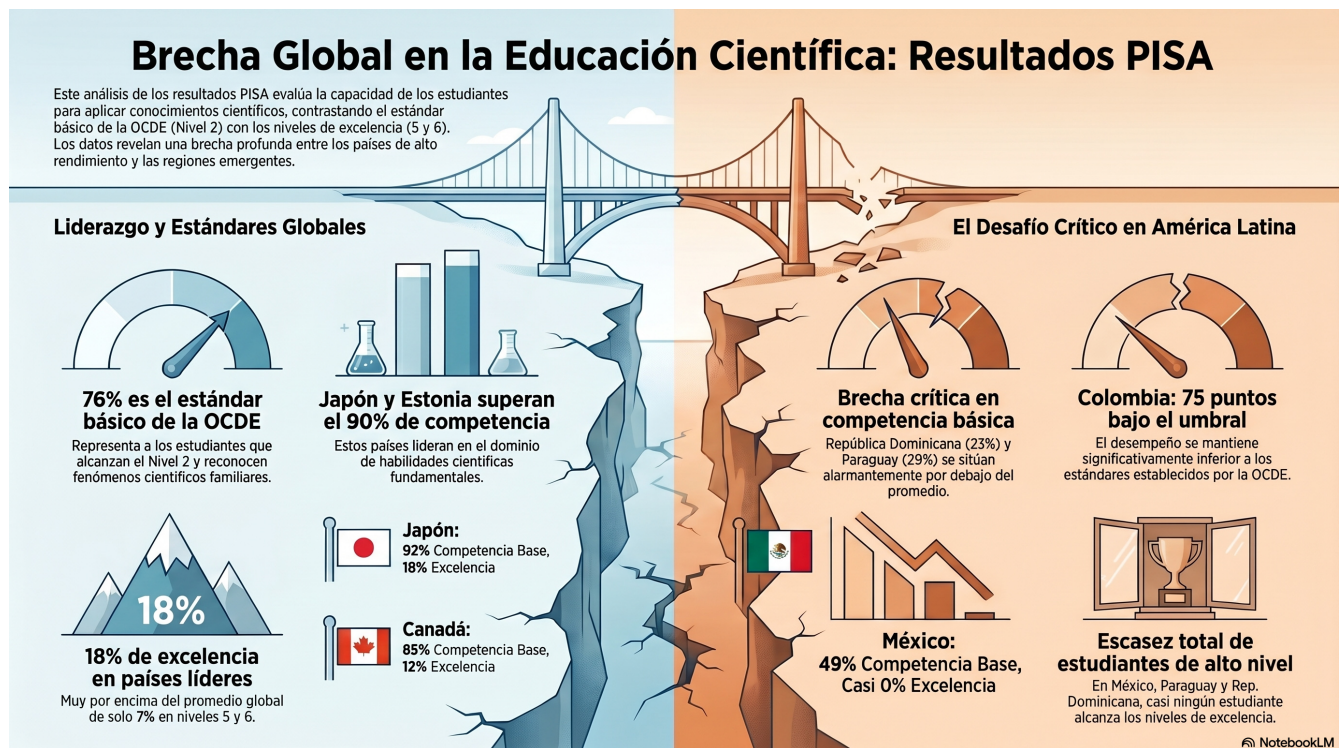 Brecha Global en la Educación Científica: Resultados PISA
Este análisis de los resultados PISA evalúa la capacidad de los estudiantes
para aplicar conocimientos científicos, contrastando el estándar
básico de la OCDE (Nivel 2) con los niveles de excelencia (5 y 6).
Los datos revelan una brecha profunda entre los países de alto
rendimiento y las regiones emergentes.
Liderazgo y Estándares Globales
76% es el estándar
básico de la OCDE
Representa a los estudiantes que
alcanzan el Nivel 2 y reconocen
fenómenos cientificos familiares.
Japón y Estonia superan
el 90% de competencia
Estos países lideran en el dominio
de habilidades cientificas
fundamentales.
18%
18% de excelencia
en países líderes
Muy por encima del promedio global
de solo 7% en niveles 5 y 6.
Japón:
92% Competencia Base,
18% Excelencia
Canadá:
85% Competencia Base,
12% Excelencia
El Desafío Crítico en América Latina
Brecha crítica en
competencia básica
República Dominicana (23%) y
Paraguay (29%) se sitúan
alarmantemente por debajo del
promedio.
Colombia: 75 puntos
bajo el umbral
El desempeño se mantiene
significativamente inferior a los
estándares establecidos por la OCDE.
México:
49% Competencia Base,
Casi 0% Excelencia
Escasez total de
estudiantes de alto nivel
En México, Paraguay y Rep.
Dominicana, casi ningún estudiante
alcanza los niveles de excelencia.
NotebookLM